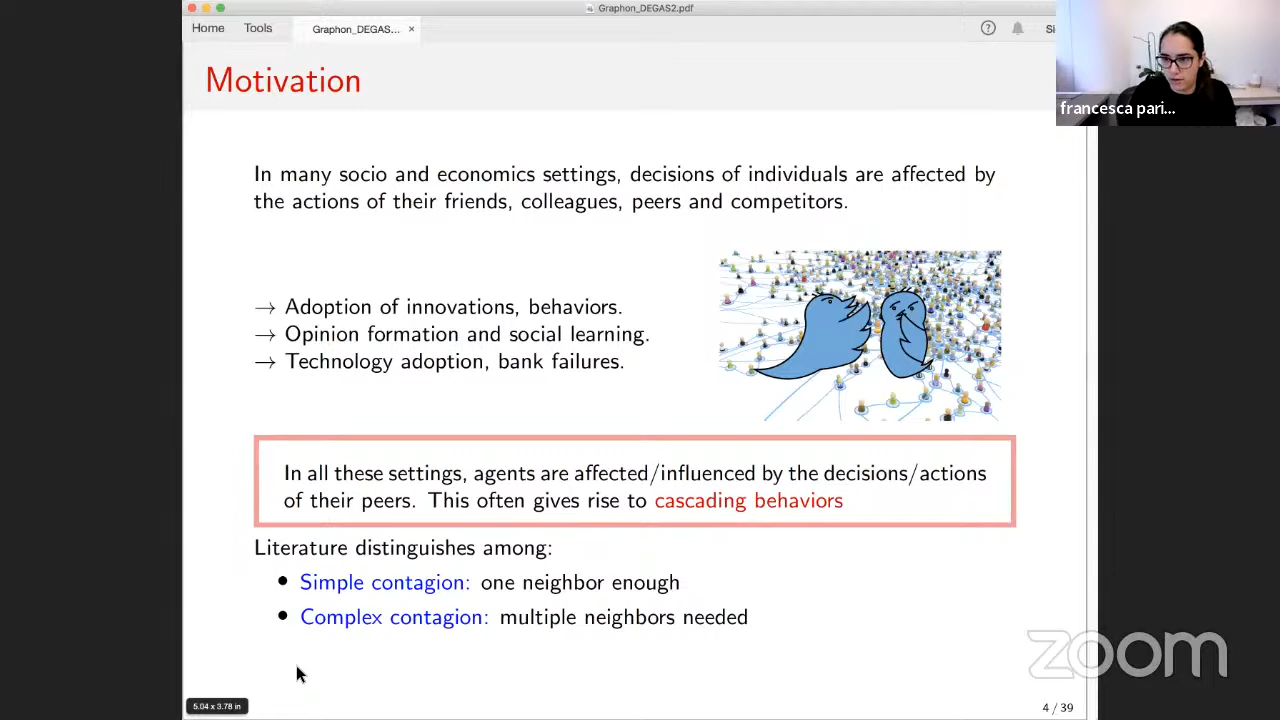 Graphon_DEGAS2.pdf
Home Tools Graphon_DEGAS... ×
Motivation
francesca pari...
In many socio and economics settings, decisions of individuals are affected by
the actions of their friends, colleagues, peers and competitors.
→ Adoption of innovations, behaviors.
→ Opinion formation and social learning.
→ Technology adoption, bank failures.
In all these settings, agents are affected/influenced by the decisions/actions
of their peers. This often gives rise to cascading behaviors
Literature distinguishes among:
• Simple contagion: one neighbor enough
• Complex contagion: multiple neighbors needed
zoom
5.04 x 3.78 in
4 / 39